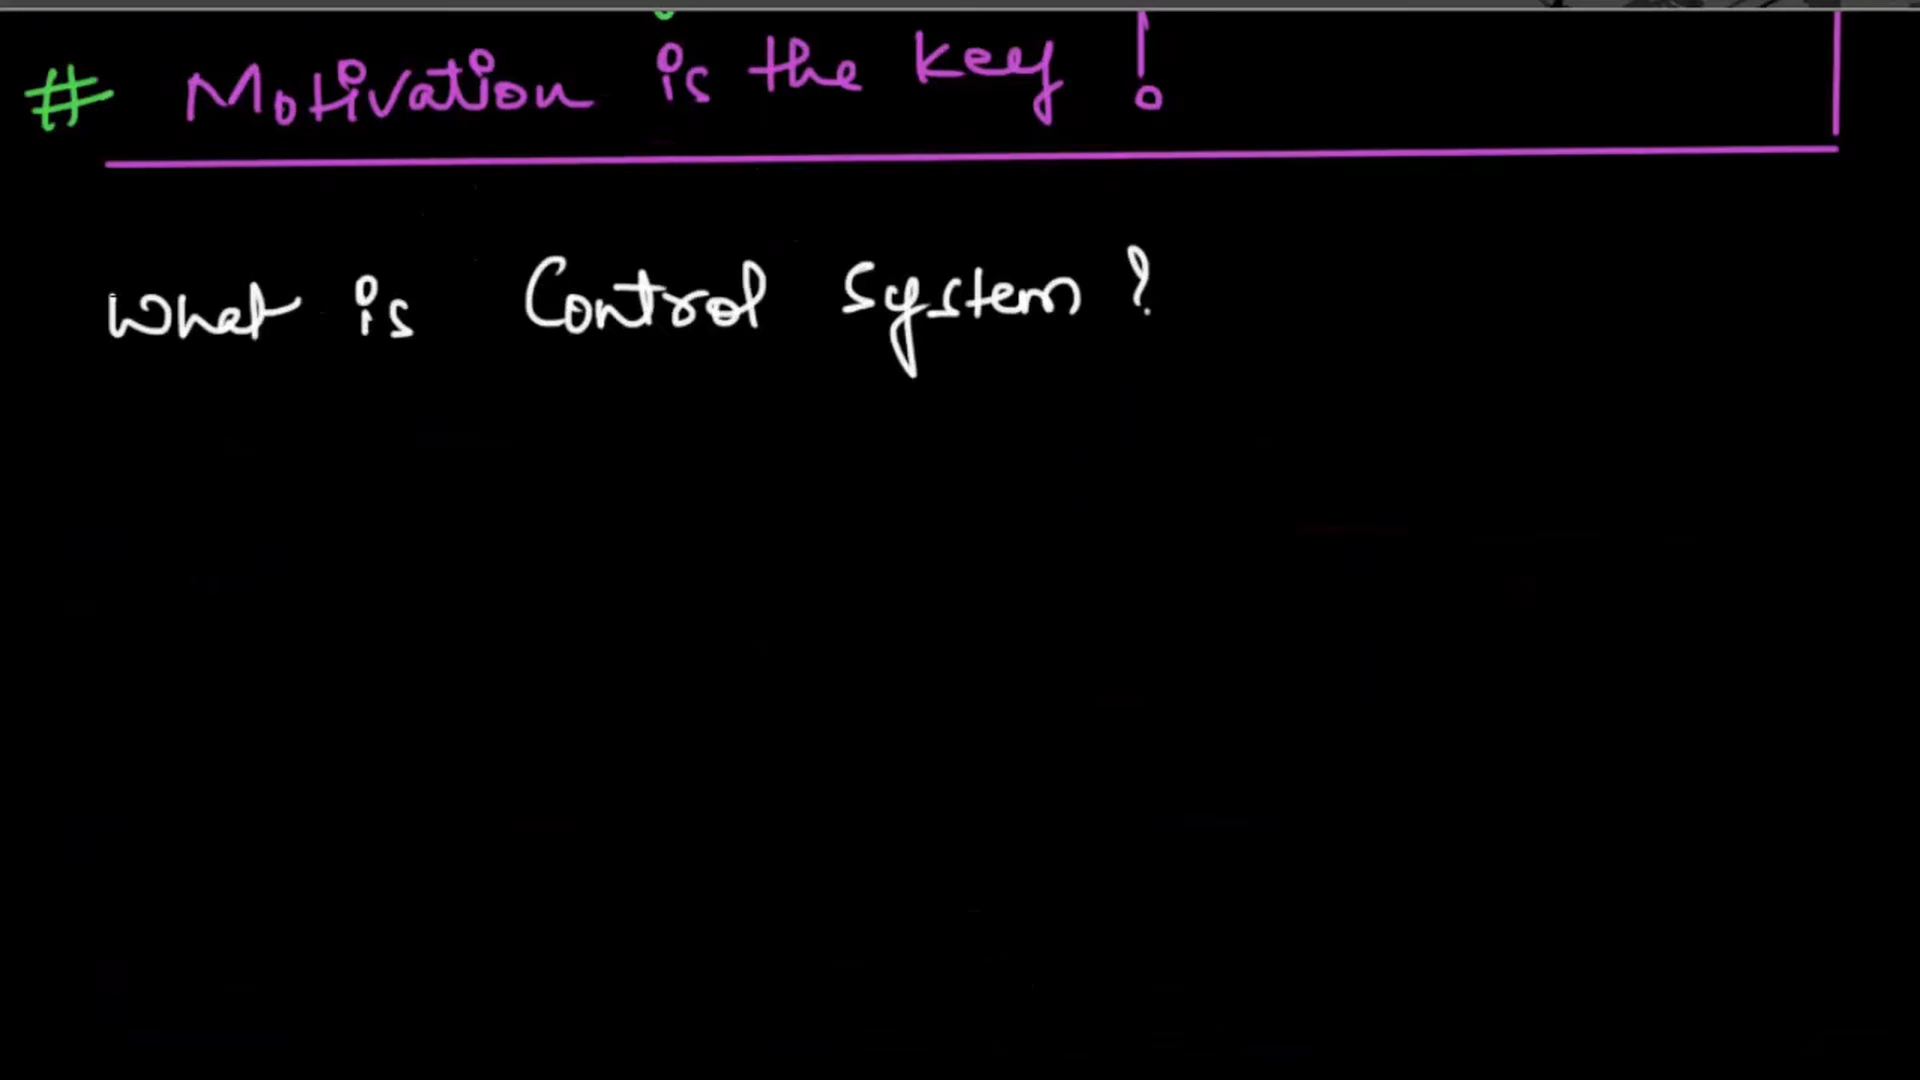 # Motivation is the key !
What is Control System ?